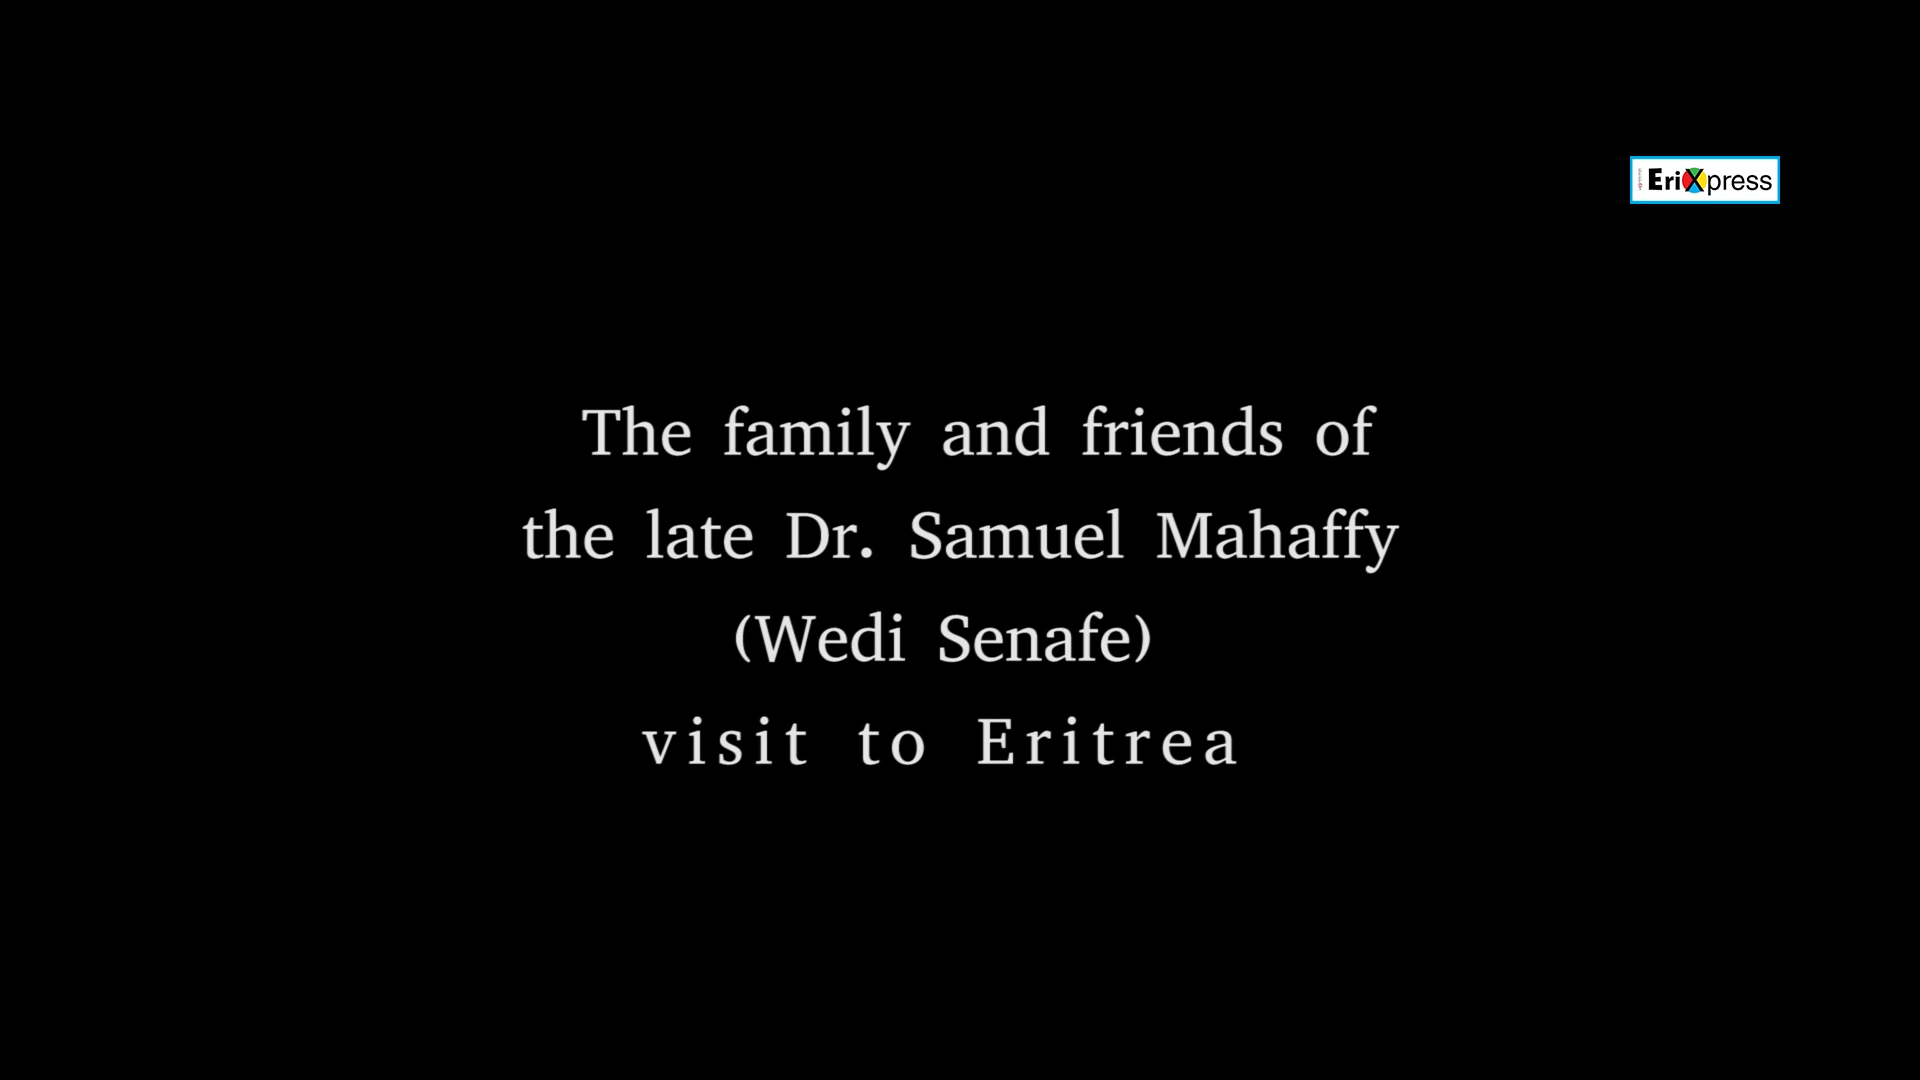 EriXpress
The family and friends of
the late Dr. Samuel Mahaffy
(Wedi Senafe)
visit to Eritrea